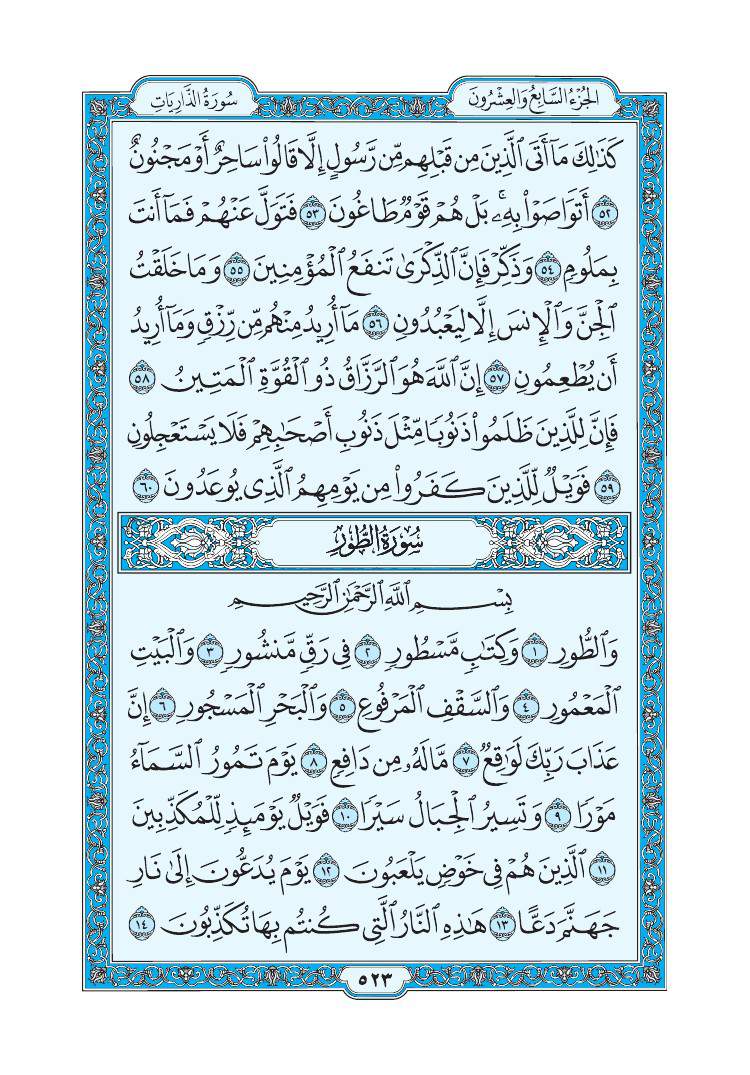 الجُزْءُ السَّابِعُ وَالعِشْرُونَ
سُورَةُ الذَّارِيَاتِ
كَذَٰلِكَ مَآ أَتَى ٱلَّذِينَ مِن قَبۡلِهِم مِّن رَّسُولٍ إِلَّا قَالُواْ سَاحِرٌ أَوۡ مَجۡنُونٌ
٥٢ أَتَوَاصَوۡاْ بِهِۦۚ بَلۡ هُمۡ قَوۡمٞ طَاغُونَ ٥٣ فَتَوَلَّ عَنۡهُمۡ فَمَآ أَنتَ
بِمَلُومٖ ٥٤ وَذَكِّرۡ فَإِنَّ ٱلذِّكۡرَىٰ تَنفَعُ ٱلۡمُؤۡمِنِينَ ٥٥ وَمَا خَلَقۡتُ
ٱلۡجِنَّ وَٱلۡإِنسَ إِلَّا لِيَعۡبُدُونِ ٥٦ مَآ أُرِيدُ مِنۡهُم مِّن رِّزۡقٖ وَمَآ أُرِيدُ
أَن يُطۡعِمُونِ ٥٧ إِنَّ ٱللَّهَ هُوَ ٱلرَّزَّاقُ ذُو ٱلۡقُوَّةِ ٱلۡمَتِينُ ٥٨
فَإِنَّ لِلَّذِينَ ظَلَمُواْ ذَنُوبٗا مِّثۡلَ ذَنُوبِ أَصۡحَٰبِهِمۡ فَلَا يَسۡتَعۡجِلُونِ
٥٩ فَوَيۡلٞ لِّلَّذِينَ كَفَرُواْ مِن يَوۡمِهِمُ ٱلَّذِي يُوعَدُونَ ٦٠
سُورَةُ الطُّورِ
بِسۡمِ ٱللَّهِ ٱلرَّحۡمَٰنِ ٱلرَّحِيمِ
وَٱلطُّورِ ١ وَكِتَٰبٖ مَّسۡطُورٖ ٢ فِي رَقّٖ مَّنشُورٖ ٣ وَٱلۡبَيۡتِ
ٱلۡمَعۡمُورِ ٤ وَٱلسَّقۡفِ ٱلۡمَرۡفُوعِ ٥ وَٱلۡبَحۡرِ ٱلۡمَسۡجُورِ ٦ إِنَّ
عَذَابَ رَبِّكَ لَوَٰقِعٞ ٧ مَّا لَهُۥ مِن دَافِعٖ ٨ يَوۡمَ تَمُورُ ٱلسَّمَآءُ
مَوۡرٗا ٩ وَتَسِيرُ ٱلۡجِبَالُ سَيۡرٗا ١٠ فَوَيۡلٞ يَوۡمَئِذٖ لِّلۡمُكَذِّبِينَ
١١ ٱلَّذِينَ هُمۡ فِي خَوۡضٖ يَلۡعَبُونَ ١٢ يَوۡمَ يُدَعُّونَ إِلَىٰ نَارِ
جَهَنَّمَ دَعًّا ١٣ هَٰذِهِ ٱلنَّارُ ٱلَّتِي كُنتُم بِهَا تُكَذِّبُونَ ١٤
٥٢٣